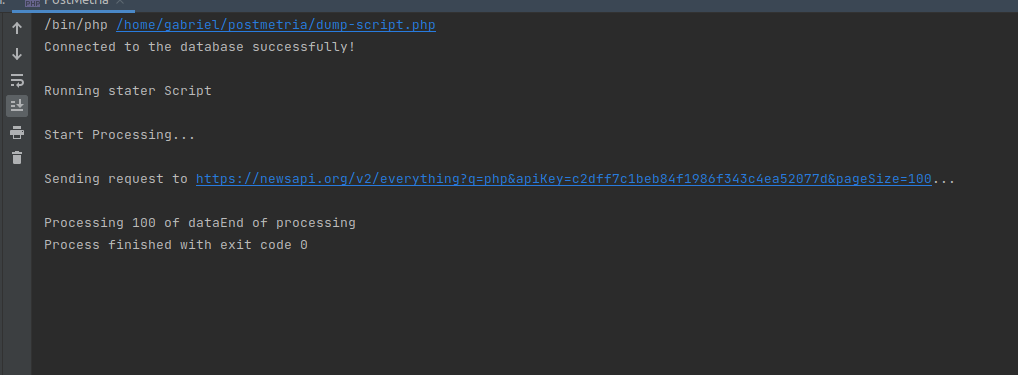 PostMetria
/bin/php /home/gabriel/postmetria/dump-script.php
Connected to the database successfully!
Running stater Script
Start Processing...
Sending request to https://newsapi.org/v2/everything?q=php&apiKey=c2dff7c1beb84f1986f343c4ea52077d&pageSize=100...
Processing 100 of dataEnd of processing
Process finished with exit code 0